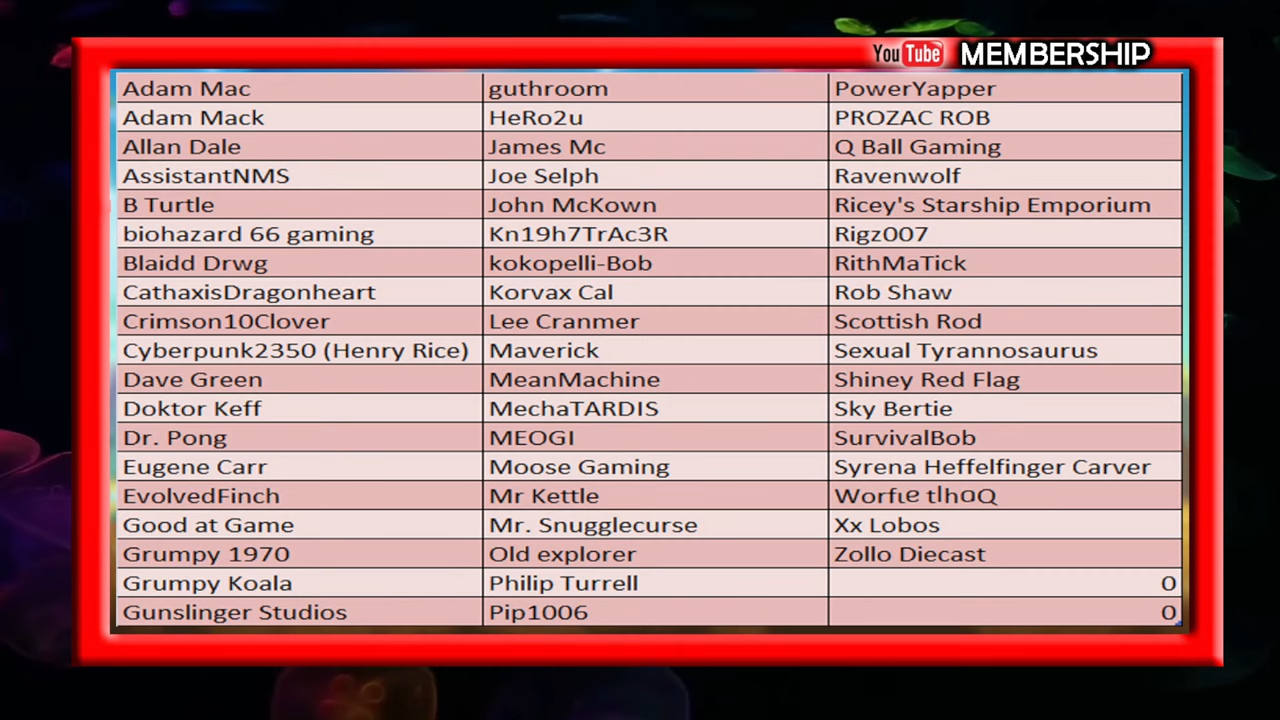 YouTube MEMBERSHIP
Adam Mac guthroom PowerYapper
Adam Mack HeRo2u PROZAC ROB
Allan Dale James Mc Q Ball Gaming
AssistantNMS Joe Selph Ravenwolf
B Turtle John McKown Ricey's Starship Emporium
biohazard 66 gaming Kn19h7TrAc3R Rigz007
Blaidd Drwg kokopelli-Bob RithMaTick
CathaxisDragonheart Korvax Cal Rob Shaw
Crimson10Clover Lee Cranmer Scottish Rod
Cyberpunk2350 (Henry Rice) Maverick Sexual Tyrannosaurus
Dave Green MeanMachine Shiney Red Flag
Doktor Keff MechaTARDIS Sky Bertie
Dr. Pong MEOGI SurvivalBob
Eugene Carr Moose Gaming Syrena Heffelfinger Carver
EvolvedFinch Mr Kettle
Good at Game Mr. Snugglecurse Xx Lobos
Grumpy 1970 Old explorer Zollo Diecast
Grumpy Koala Philip Turrell 0
Gunslinger Studios Pip1006 0